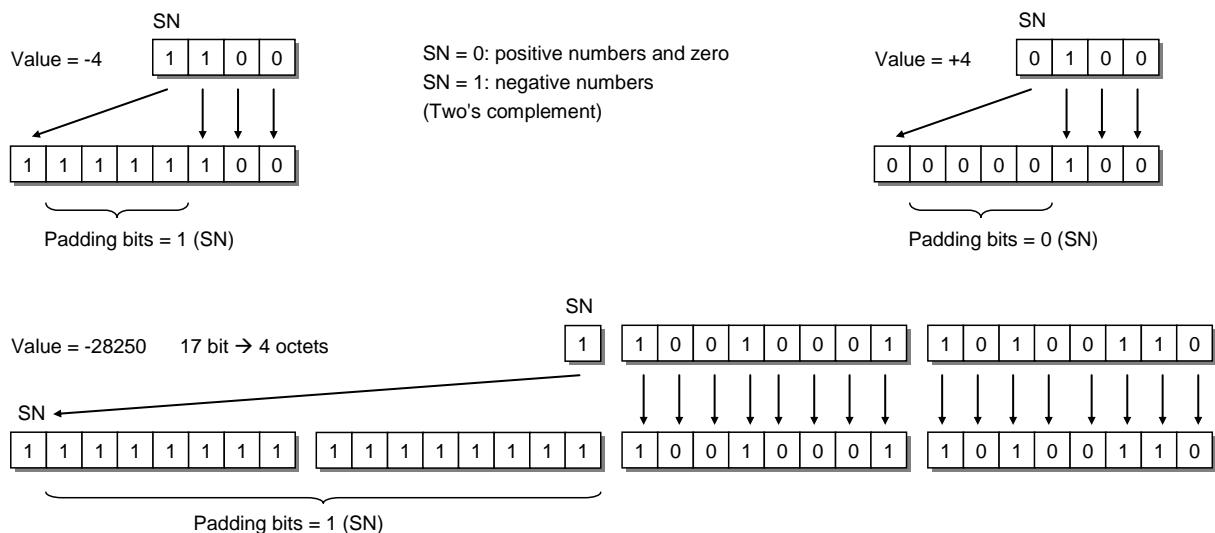 SN
Value = -4
1 1 0 0
1 1 1 1 1 1 0 0
Padding bits = 1 (SN)
SN = 0: positive numbers and zero
SN = 1: negative numbers
(Two's complement)
SN
Value = +4
0 1 0 0
0 0 0 0 0 1 0 0
Padding bits = 0 (SN)
SN
Value = -28250 17 bit → 4 octets
1 1 0 0 1 0 0 0 1 1 0 1 0 0 1 1 0
SN
1 1 1 1 1 1 1 1 1 1 1 1 1 1 1 1 1 0 0 1 0 0 0 1 1 0 1 0 0 1 1 0
Padding bits = 1 (SN)